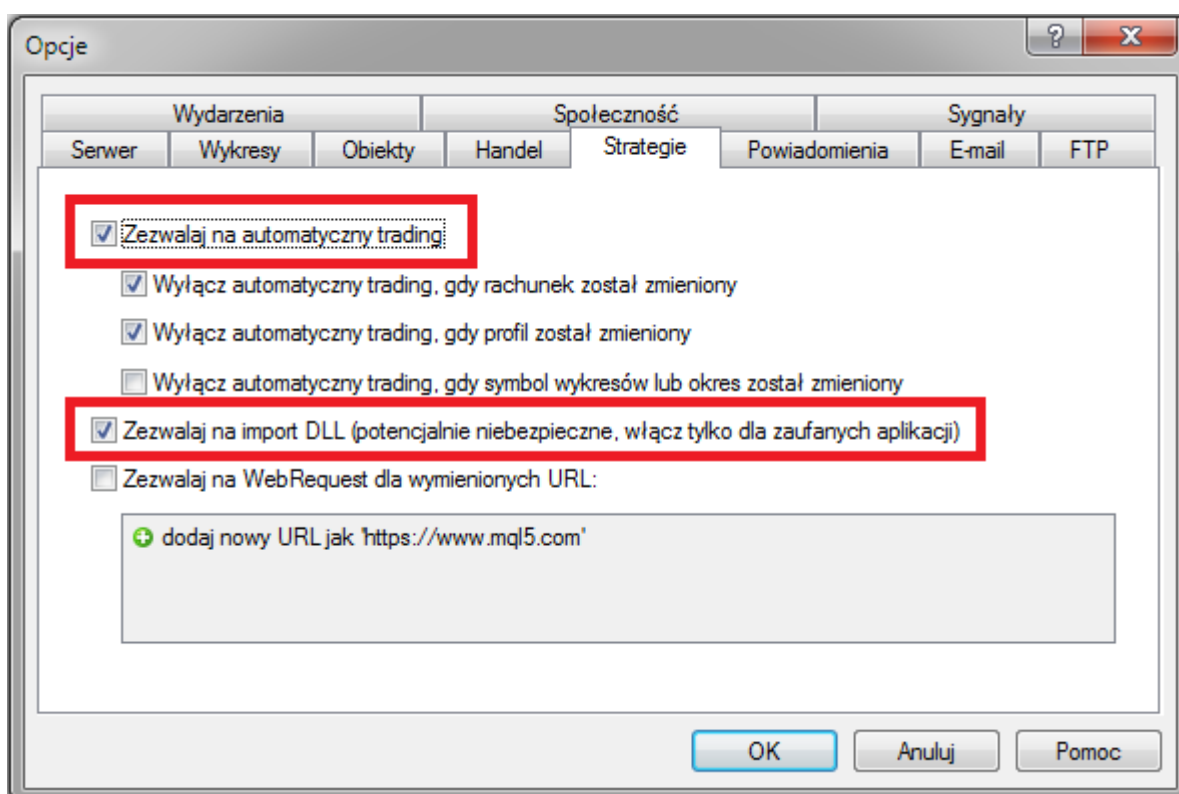 Opcje
Wydarzenia Społeczność Sygnały
Serwer Wykresy Obiekty Handel Strategie Powiadomienia E-mail FTP
Zezwalaj na automatyczny trading
Wyłącz automatyczny trading, gdy rachunek został zmieniony
Wyłącz automatyczny trading, gdy profil został zmieniony
Wyłącz automatyczny trading, gdy symbol wykresów lub okres został zmieniony
Zezwalaj na import DLL (potencjalnie niebezpieczne, włącz tylko dla zaufanych aplikacji)
Zezwalaj na WebRequest dla wymienionych URL:
dodaj nowy URL jak 'https://www.mql5.com'
OK Anuluj Pomoc